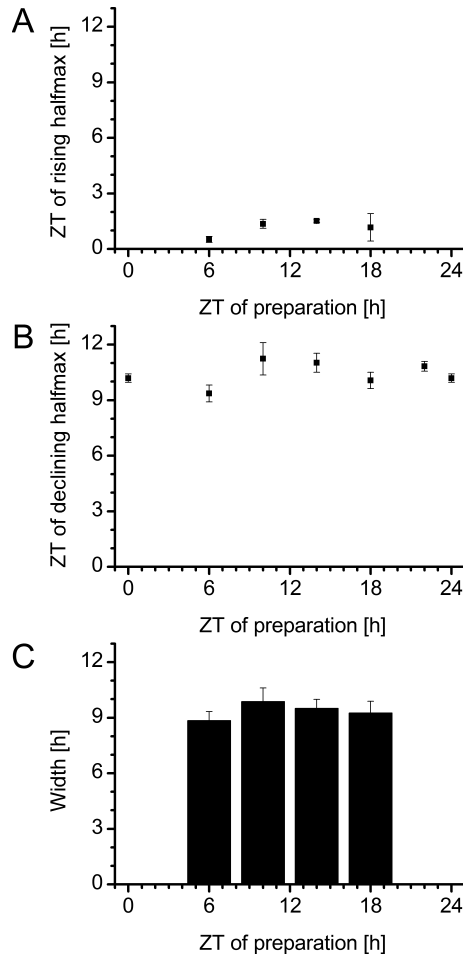 A
ZT of rising halfmax [h]
12
9
6
3
0
0 6 12 18 24
ZT of preparation [h]
B
ZT of declining halfmax [h]
12
9
6
3
0
0 6 12 18 24
ZT of preparation [h]
C
Width [h]
12
9
6
3
0
0 6 12 18 24
ZT of preparation [h]